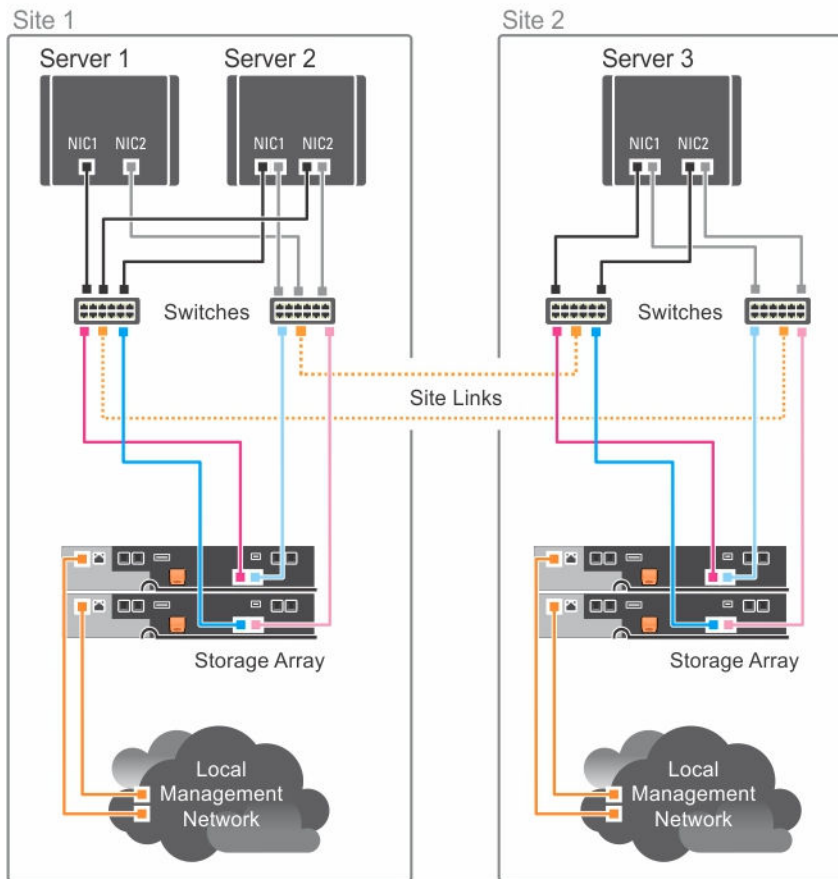 Site 1
Site 2
Server 1
Server 2
Server 3
NIC1
NIC2
NIC1
NIC2
NIC1
NIC2
Switches
Switches
Site Links
Storage Array
Storage Array
Local
Management
Network
Local
Management
Network